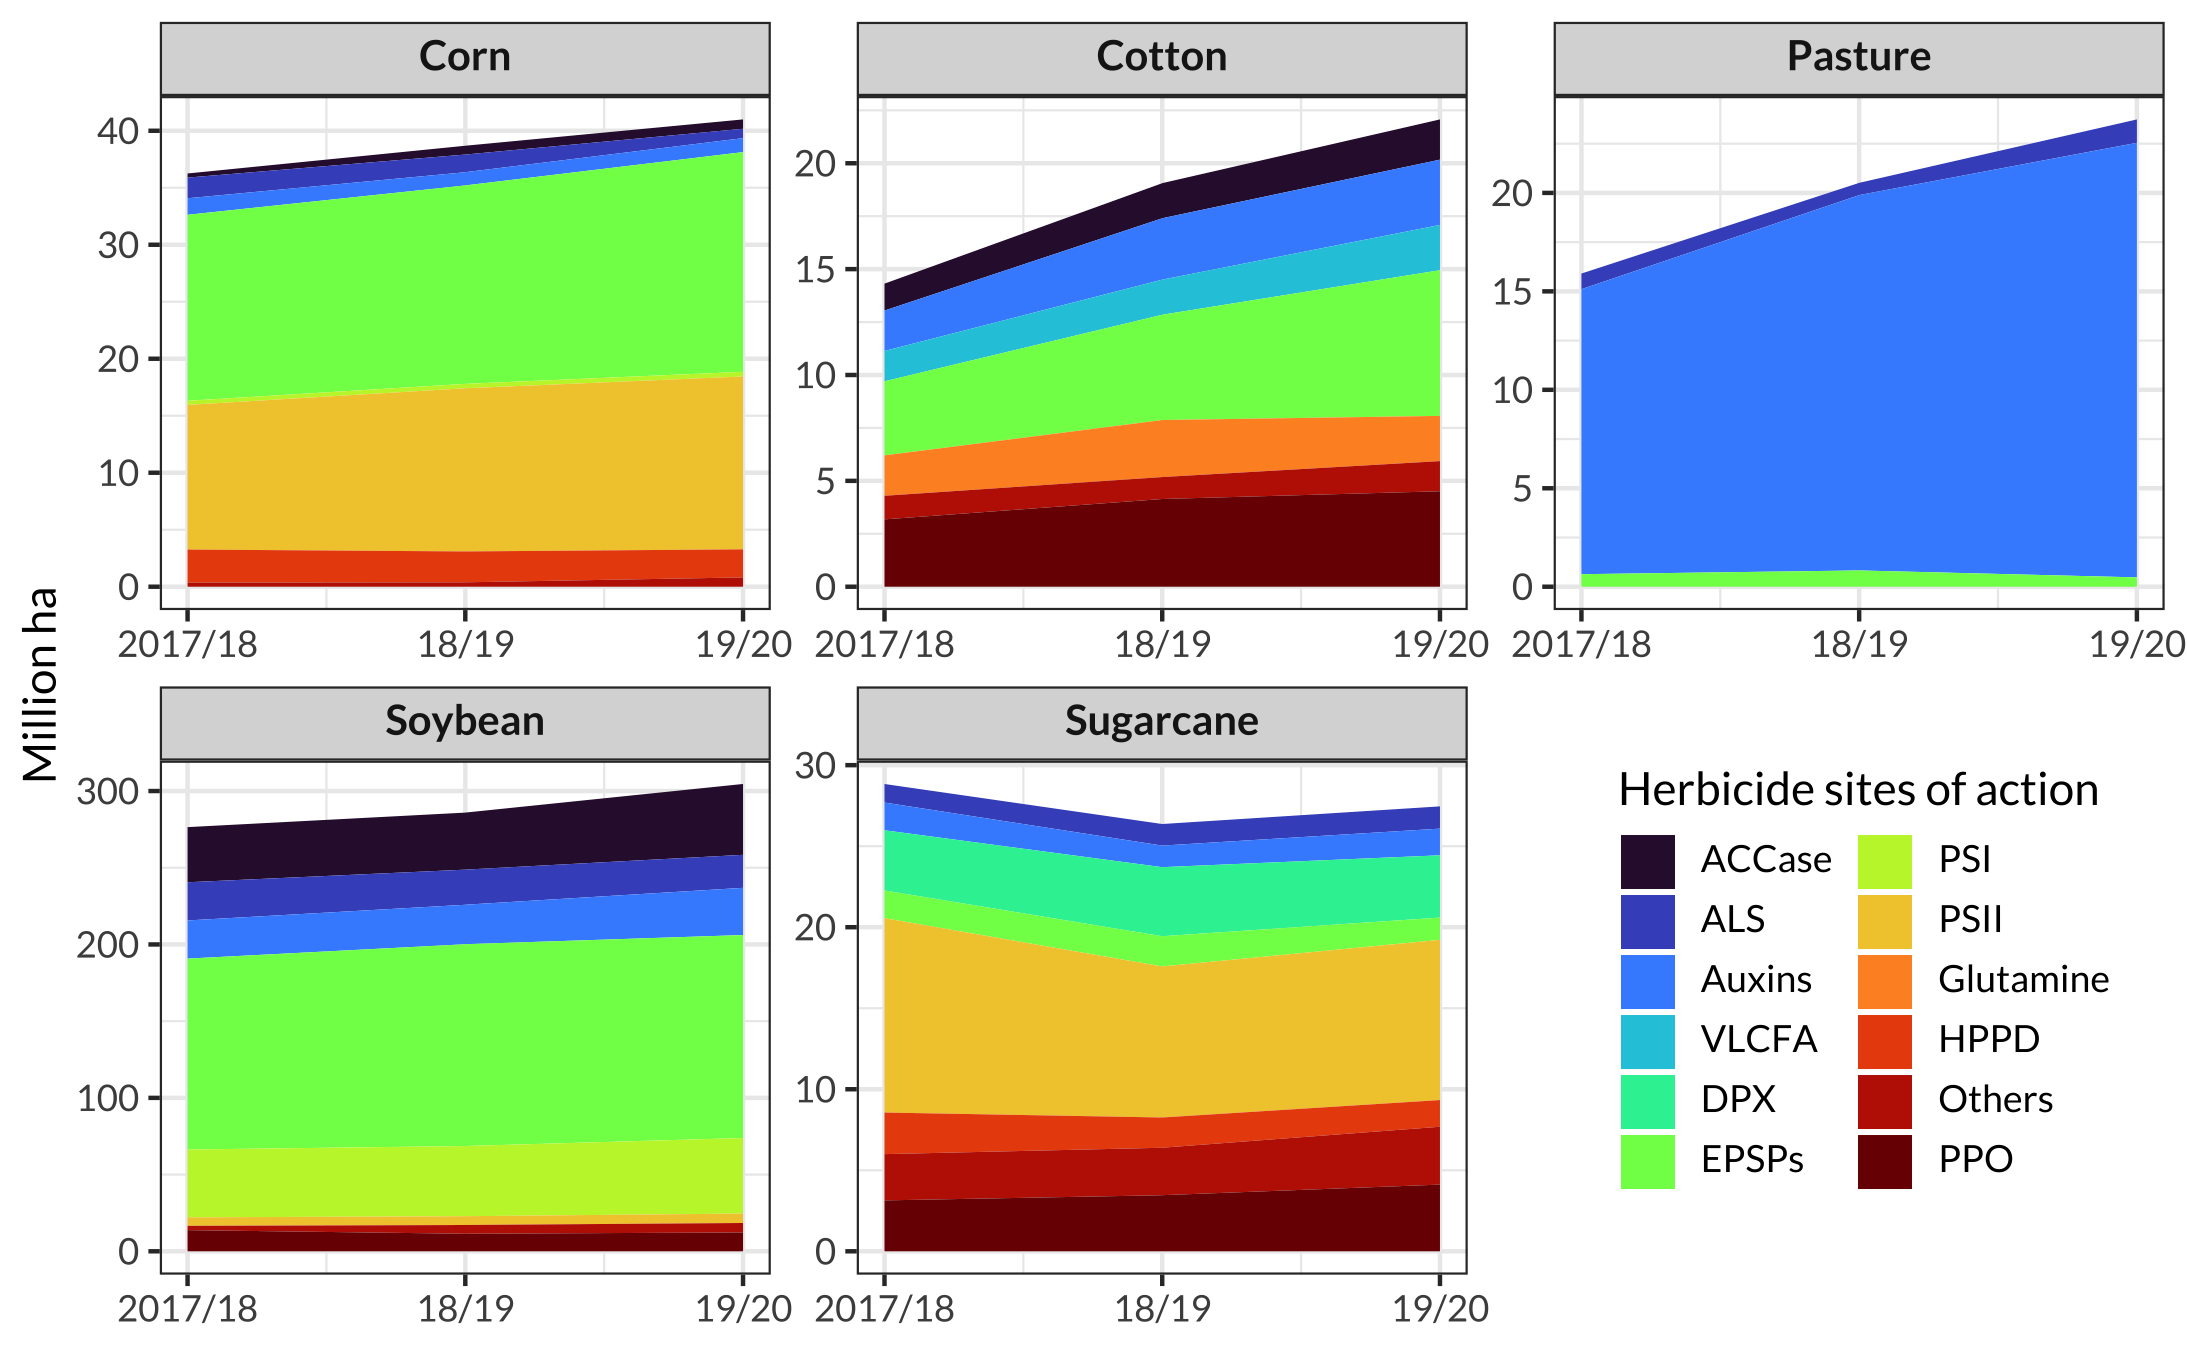 Corn
Cotton
Pasture
40
30
20
10
0
20
15
10
5
0
20
15
10
5
0
2017/18 18/19 19/20
2017/18 18/19 19/20
2017/18 18/19 19/20
Million ha
Soybean
Sugarcane
300
200
100
0
30
20
10
0
2017/18 18/19 19/20
2017/18 18/19 19/20
Herbicide sites of action
ACCase
ALS
Auxins
VLCFA
DPX
EPSPs
PSI
PSII
Glutamine
HPPD
Others
PPO